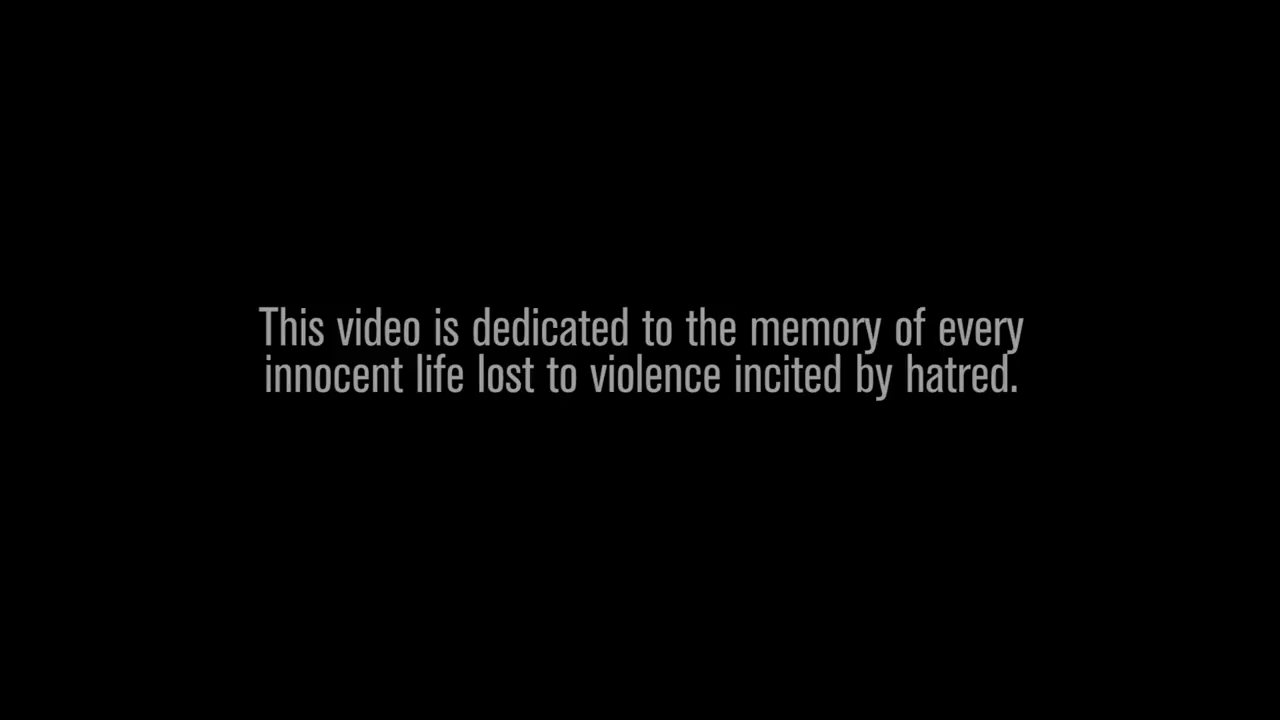 This video is dedicated to the memory of every
innocent life lost to violence incited by hatred.